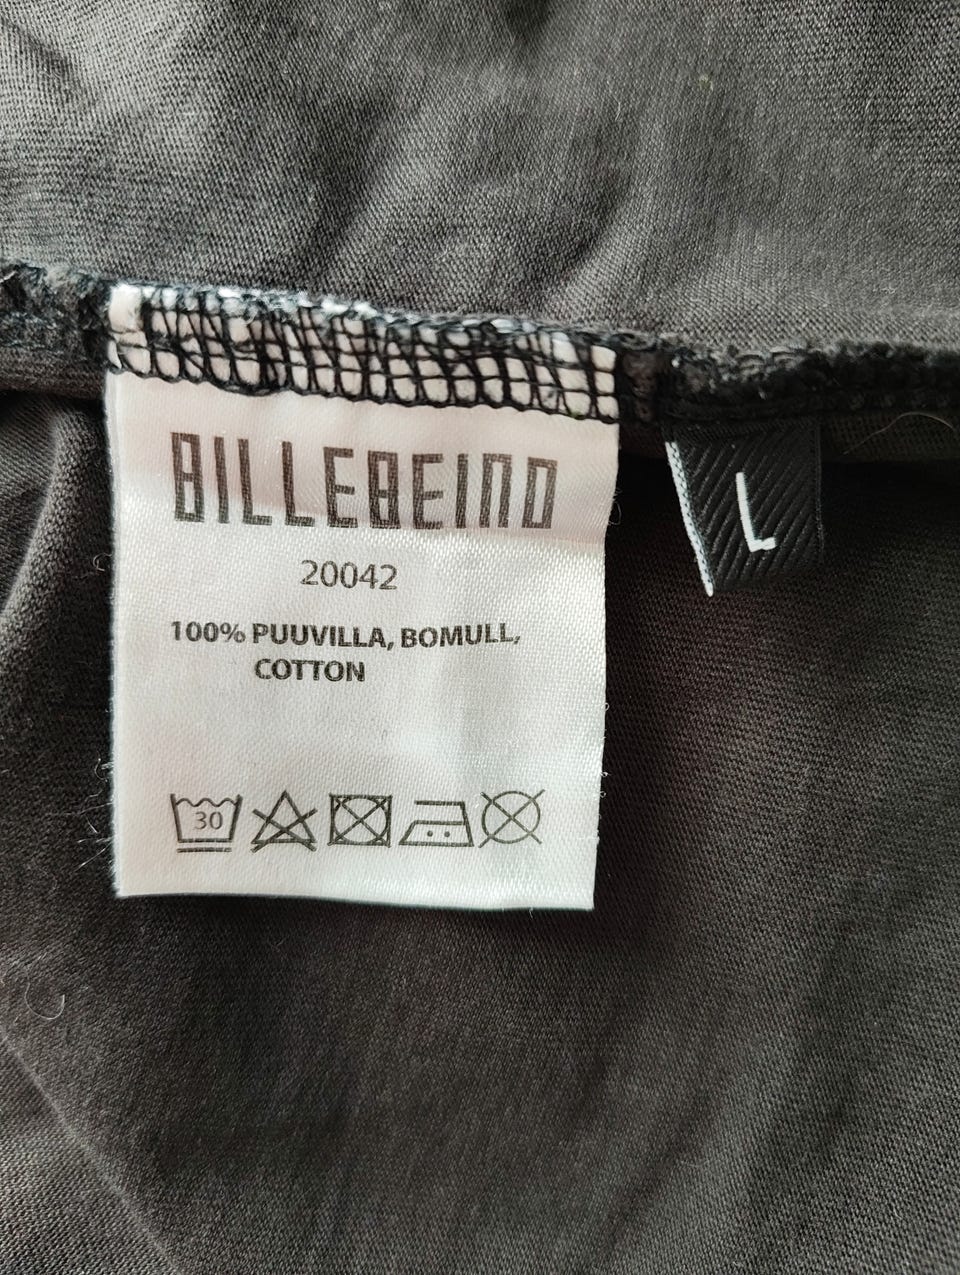 BILLEBEINO
20042
100% PUUVILLA, BOMULL,
COTTON
30
L